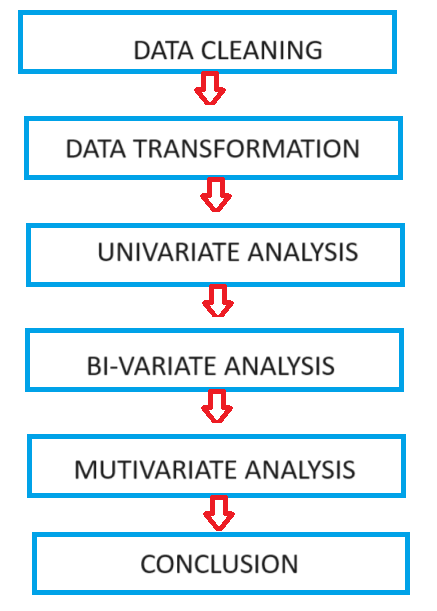 DATA CLEANING
DATA TRANSFORMATION
UNIVARIATE ANALYSIS
BI-VARIATE ANALYSIS
MUTIVARIATE ANALYSIS
CONCLUSION